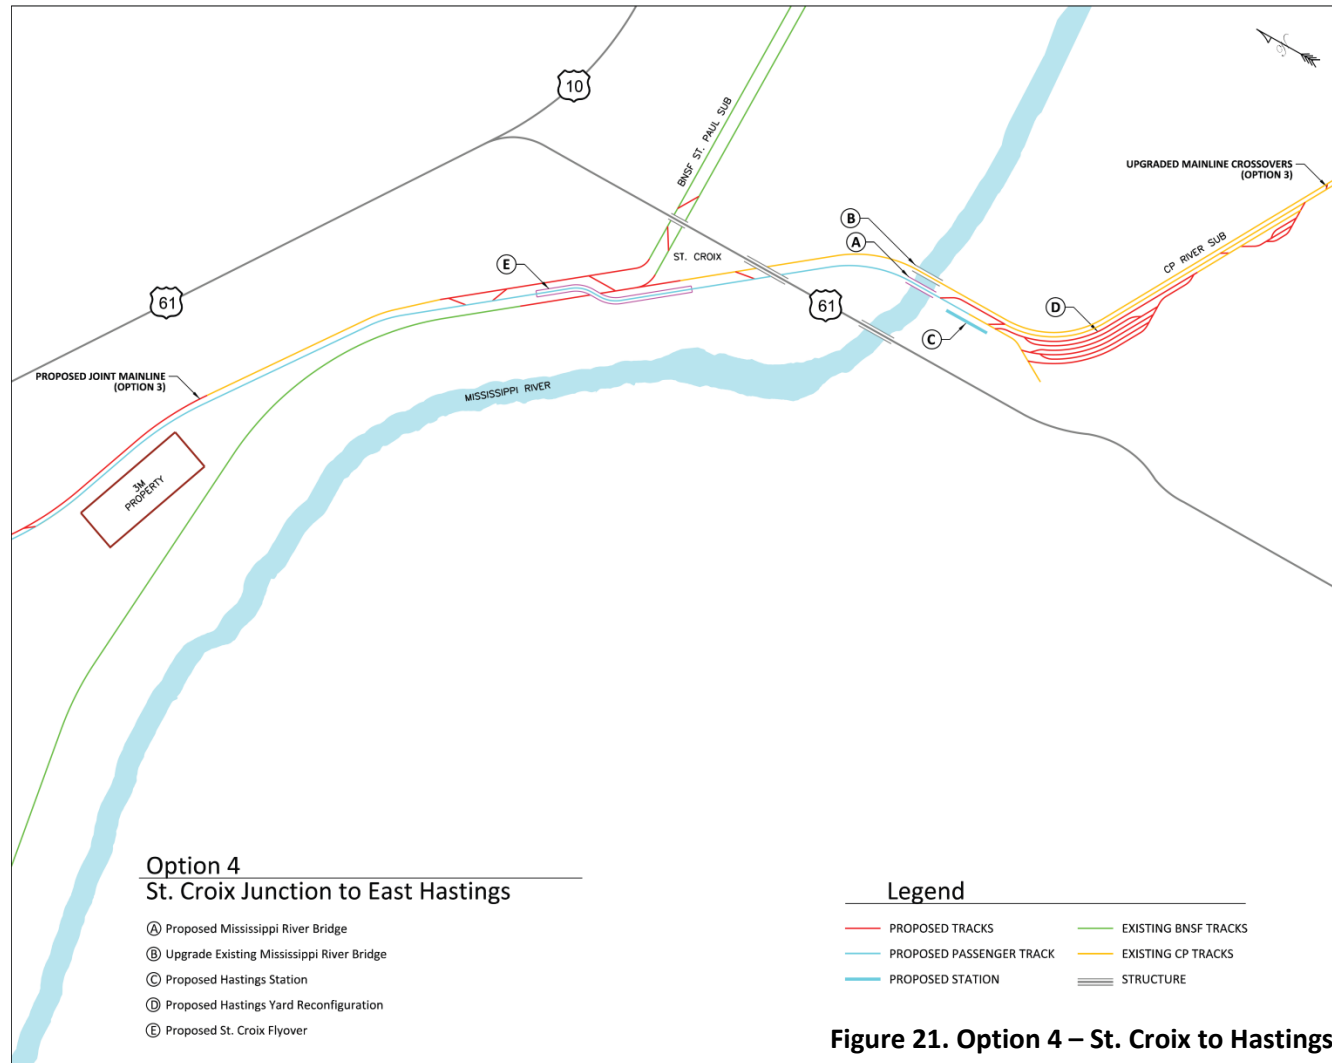 10
BNSF ST. PAUL SUB
UPGRADED MAINLINE CROSSOVERS
(OPTION 3)
B
A
CP RIVER SUB
ST. CROIX
E
61
61
D
C
PROPOSED JOINT MAINLINE
(OPTION 3)
MISSISSIPPI RIVER
3M
PROPERTY
Option 4
St. Croix Junction to East Hastings
A Proposed Mississippi River Bridge
B Upgrade Existing Mississippi River Bridge
C Proposed Hastings Station
D Proposed Hastings Yard Reconfiguration
E Proposed St. Croix Flyover
Legend
PROPOSED TRACKS
PROPOSED PASSENGER TRACK
PROPOSED STATION
EXISTING BNSF TRACKS
EXISTING CP TRACKS
STRUCTURE
Figure 21. Option 4 – St. Croix to Hastings